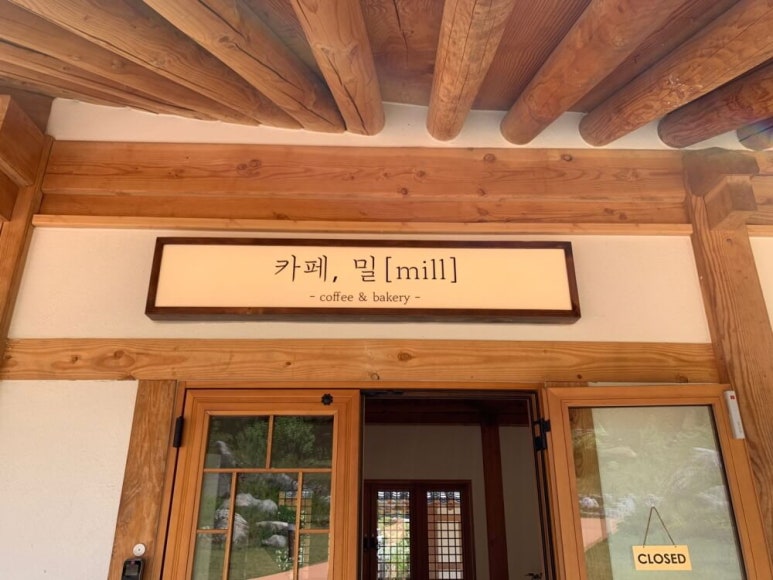 카페, 밀[mill]
- coffee & bakery -
CLOSED